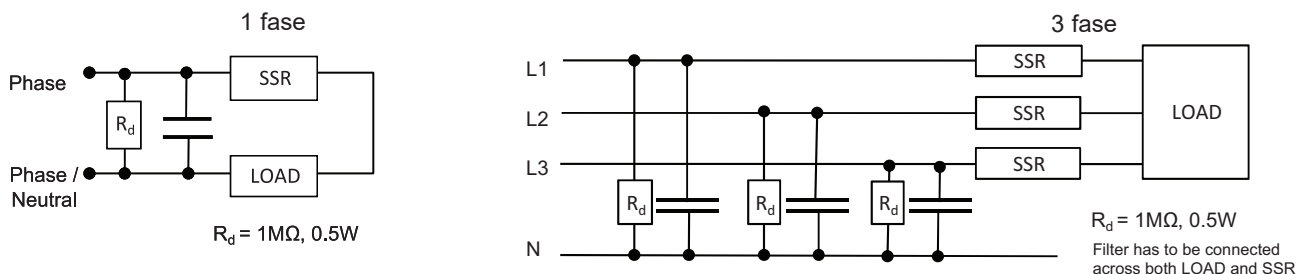 1 fase
Phase
SSR
R_d
Phase /
Neutral
LOAD
R_d = 1MΩ, 0.5W
3 fase
L1
SSR
L2
SSR
LOAD
L3
SSR
R_d
R_d
R_d
N
R_d = 1MΩ, 0.5W
Filter has to be connected
across both LOAD and SSR